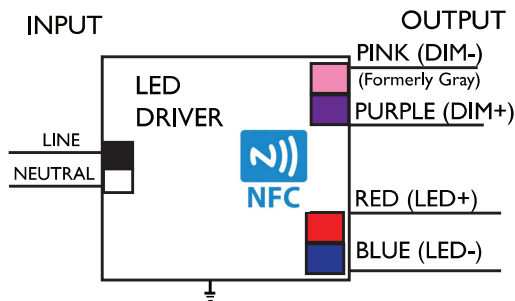 INPUT
OUTPUT
PINK (DIM-)
(Formerly Gray)
LED
DRIVER
PURPLE (DIM+)
LINE
NEUTRAL
NFC
RED (LED+)
BLUE (LED-)